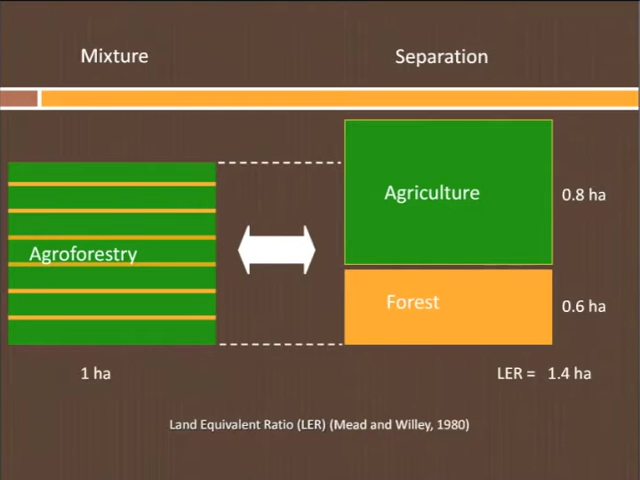 Mixture
Separation
Agroforestry
Agriculture
0.8 ha
Forest
0.6 ha
1 ha
LER = 1.4 ha
Land Equivalent Ratio (LER) (Mead and Willey, 1980)